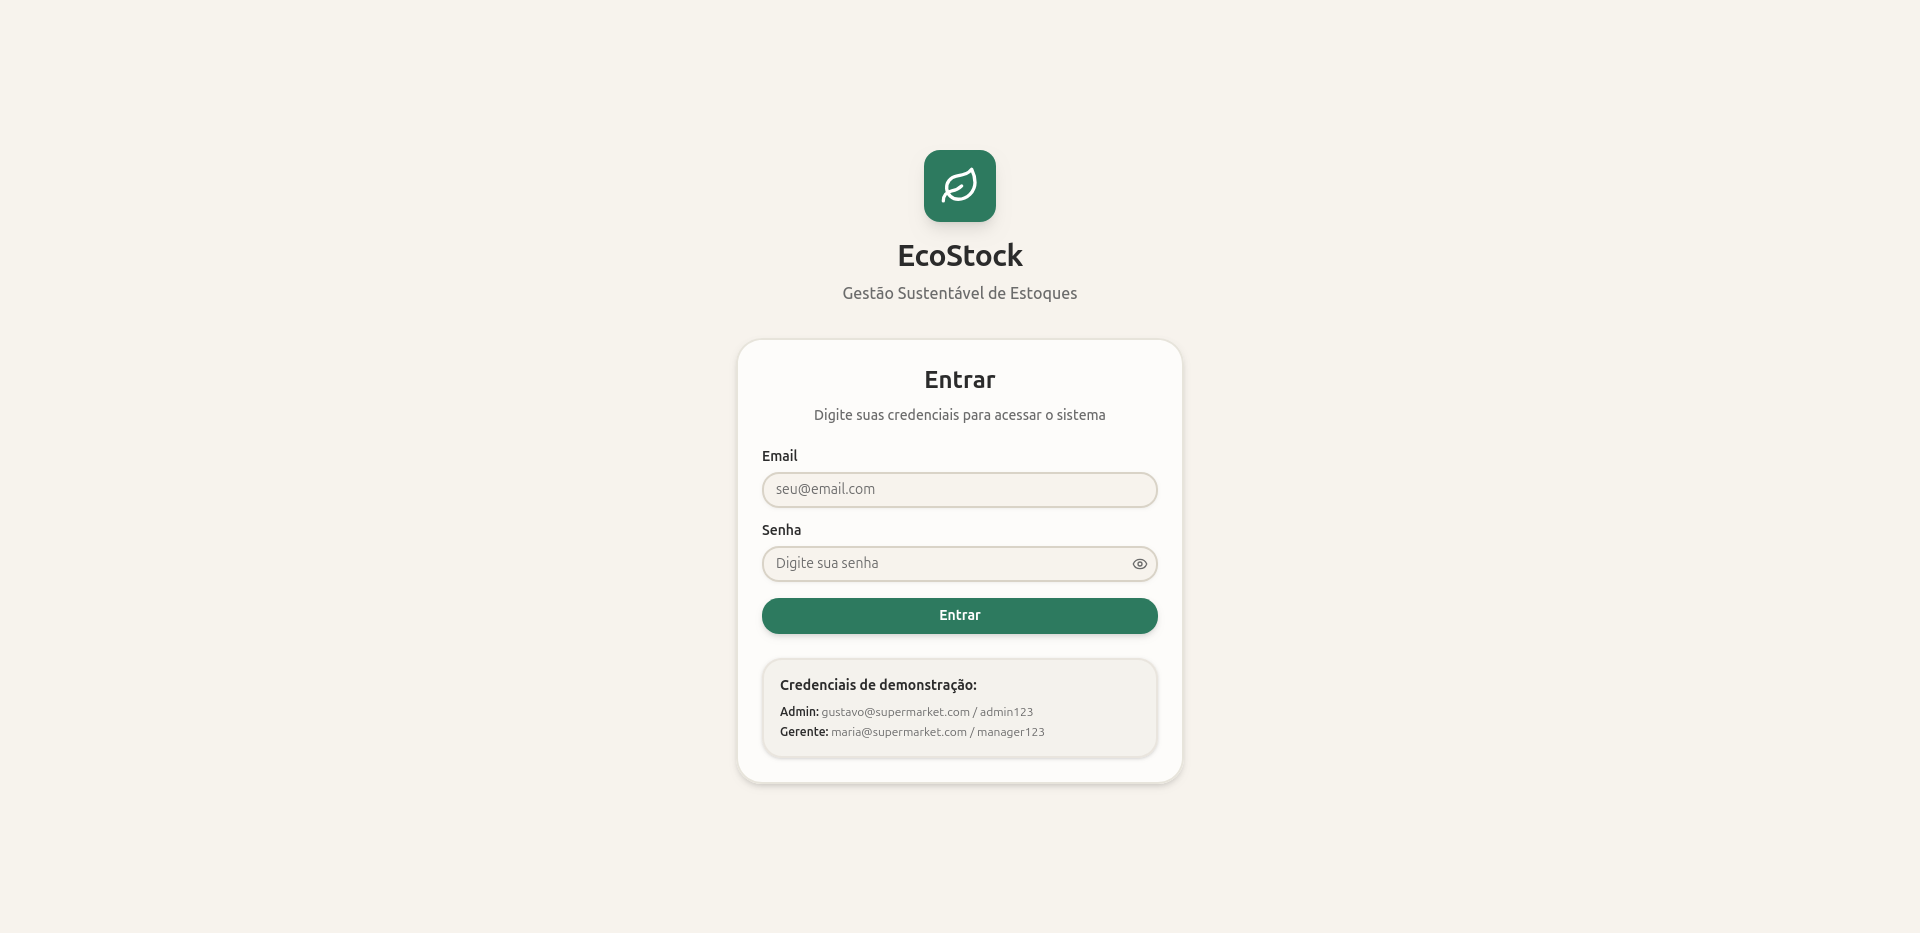 EcoStock
Gestão Sustentável de Estoques
Entrar
Digite suas credenciais para acessar o sistema
Email
seu@email.com
Senha
Digite sua senha
Entrar
Credenciais de demonstração:
Admin: gustavo@supermarket.com / admin123
Gerente: maria@supermarket.com / manager123